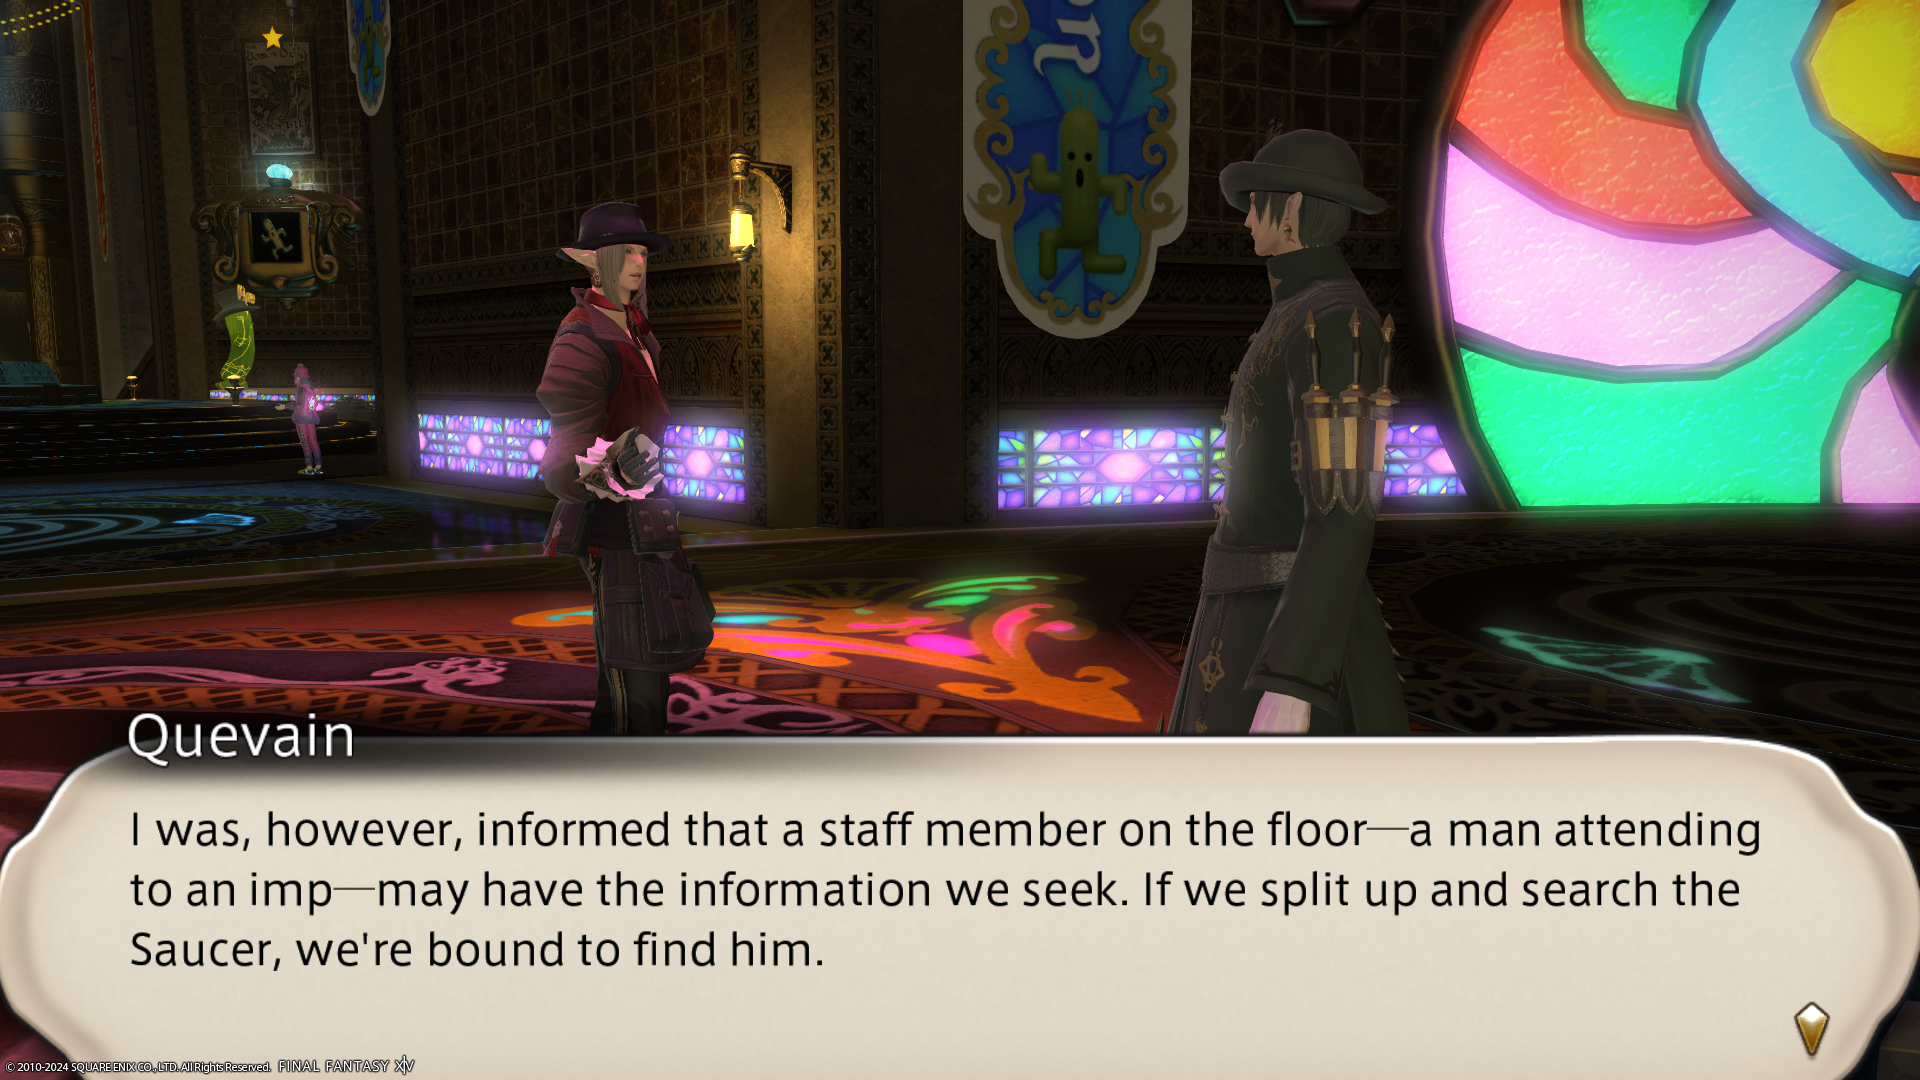 on
Quevain
I was, however, informed that a staff member on the floor—a man attending
to an imp—may have the information we seek. If we split up and search the
Saucer, we're bound to find him.
© 2010-2024 SQUARE ENIX CO., LTD. All Rights Reserved. FINAL FANTASY XIV